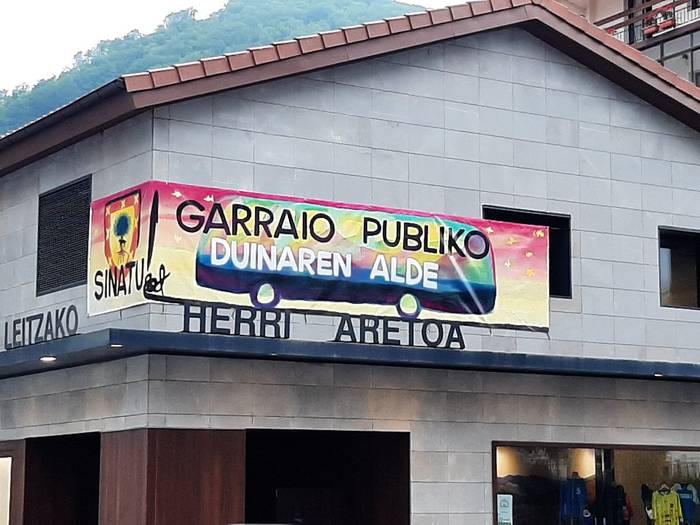 GARRAIO PUBLIKO
DUINAREN ALDE
SINATU!
LEITZAKO
HERRI ARETOA